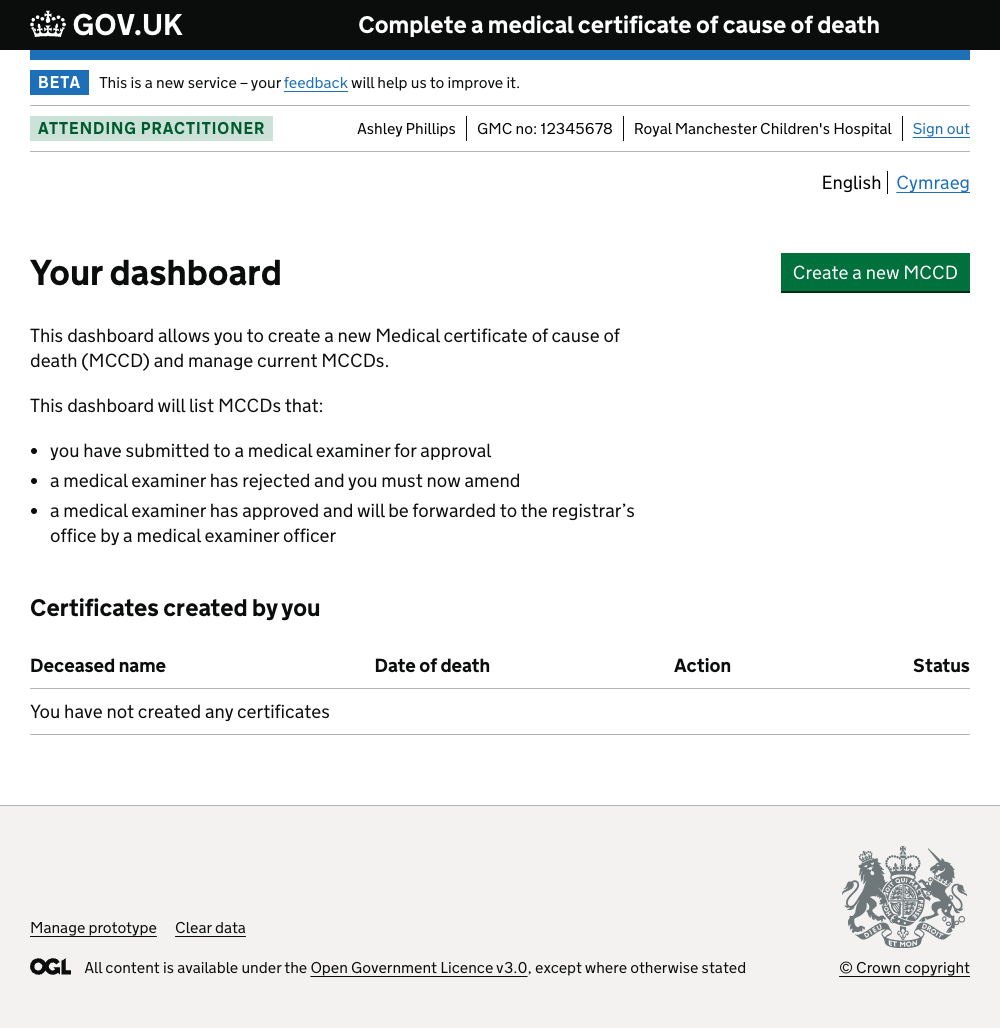 GOV.UK
Complete a medical certificate of cause of death
BETA
This is a new service – your feedback will help us to improve it.
ATTENDING PRACTITIONER
Ashley Phillips
GMC no: 12345678
Royal Manchester Children's Hospital
Sign out
English
Cymraeg
Your dashboard
Create a new MCCD
This dashboard allows you to create a new Medical certificate of cause of
death (MCCD) and manage current MCCDs.
This dashboard will list MCCDs that:
• you have submitted to a medical examiner for approval
• a medical examiner has rejected and you must now amend
• a medical examiner has approved and will be forwarded to the registrar’s
office by a medical examiner officer
Certificates created by you
Deceased name Date of death Action Status
You have not created any certificates
Manage prototype Clear data
DIEU ET MON DROIT
OGL All content is available under the Open Government Licence v3.0, except where otherwise stated
© Crown copyright